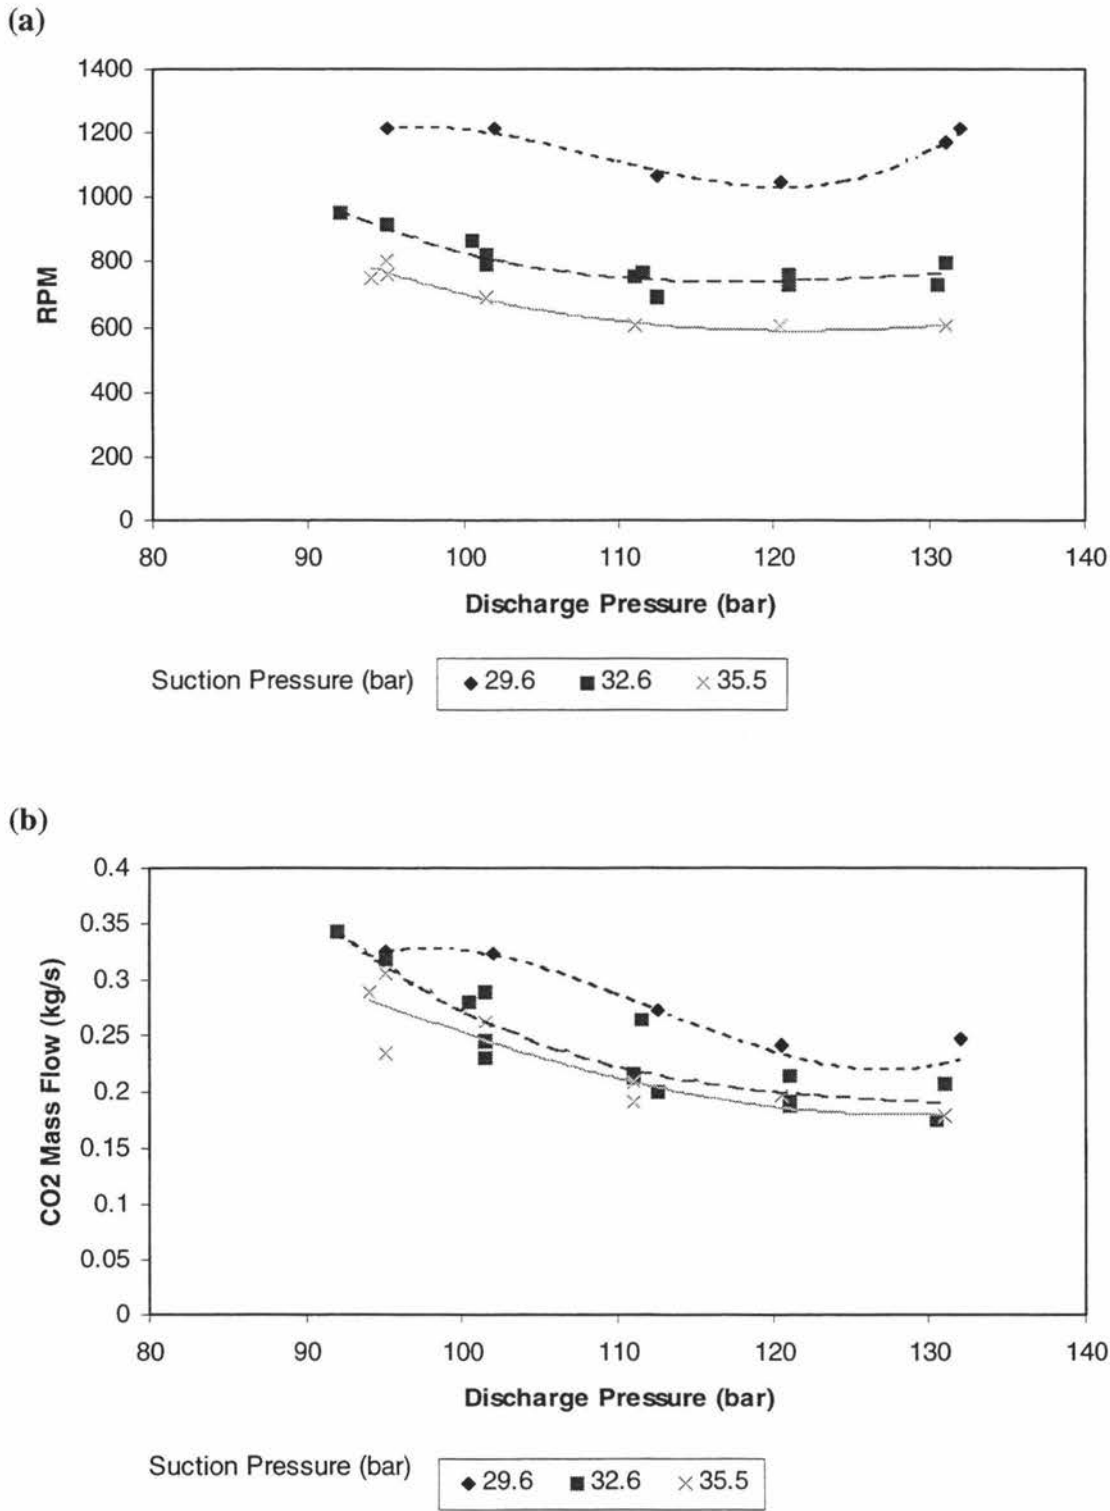 (a)
1400
1200
1000
800
600
400
200
0
RPM
80 90 100 110 120 130 140
Discharge Pressure (bar)
Suction Pressure (bar) 29.6 32.6 35.5
(b)
0.4
0.35
0.3
0.25
0.2
0.15
0.1
0.05
0
CO2 Mass Flow (kg/s)
80 90 100 110 120 130 140
Discharge Pressure (bar)
Suction Pressure (bar) 29.6 32.6 35.5